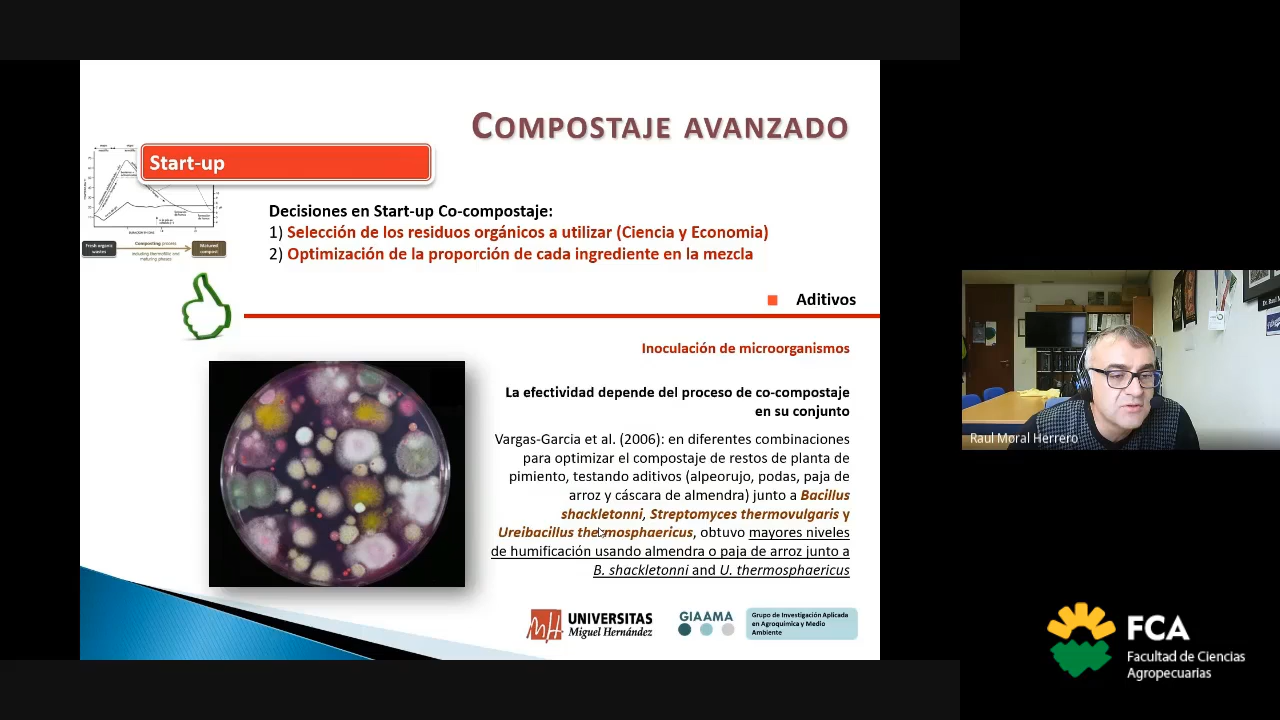 COMPOSTAJE AVANZADO
Start-up
Decisiones en Start-up Co-compostaje:
1) Selección de los residuos orgánicos a utilizar (Ciencia y Economia)
2) Optimización de la proporción de cada ingrediente en la mezcla
Fresh organic
wastes
Composting process
including thermofilic and
maturing phases
Matured
compost
Aditivos
Inoculación de microorganismos
La efectividad depende del proceso de co-compostaje
en su conjunto
Vargas-Garcia et al. (2006): en diferentes combinaciones
para optimizar el compostaje de restos de planta de
pimiento, testando aditivos (alpeorujo, podas, paja de
arroz y cáscara de almendra) junto a Bacillus
shackletonni, Streptomyces thermovulgaris y
Ureibacillus thermosphaericus, obtuvo mayores niveles
de humificación usando almendra o paja de arroz junto a
B. shackletonni and U. thermosphaericus
UNIVERSITAS
Miguel Hernández
GIAAMA
Grupo de Investigación Aplicada
en Agroquímica y Medio
Ambiente
Raul Moral Herrero
FCA
Facultad de Ciencias
Agropecuarias